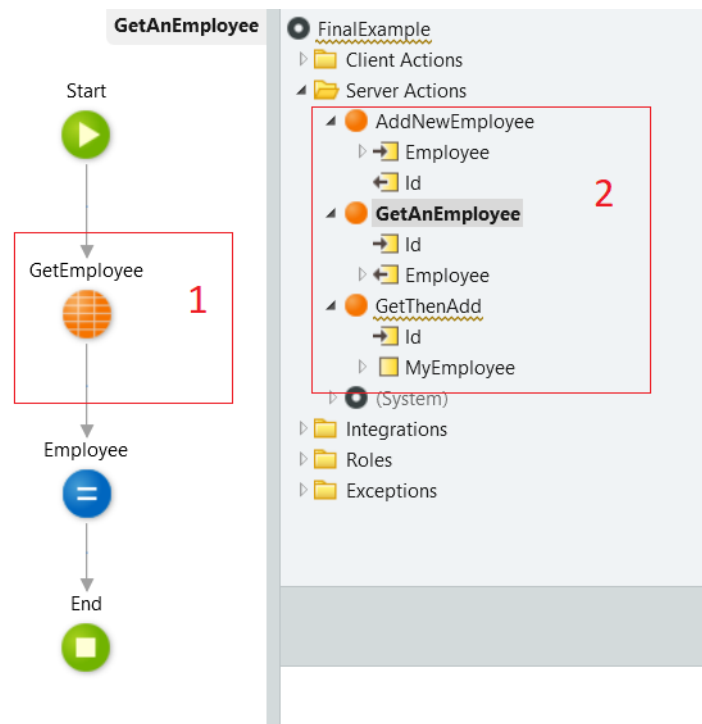 GetAnEmployee
Start
GetEmployee
1
Employee
End
FinalExample
Client Actions
Server Actions
AddNewEmployee
Employee
Id
2
GetAnEmployee
Id
Employee
GetThenAdd
Id
MyEmployee
(System)
Integrations
Roles
Exceptions